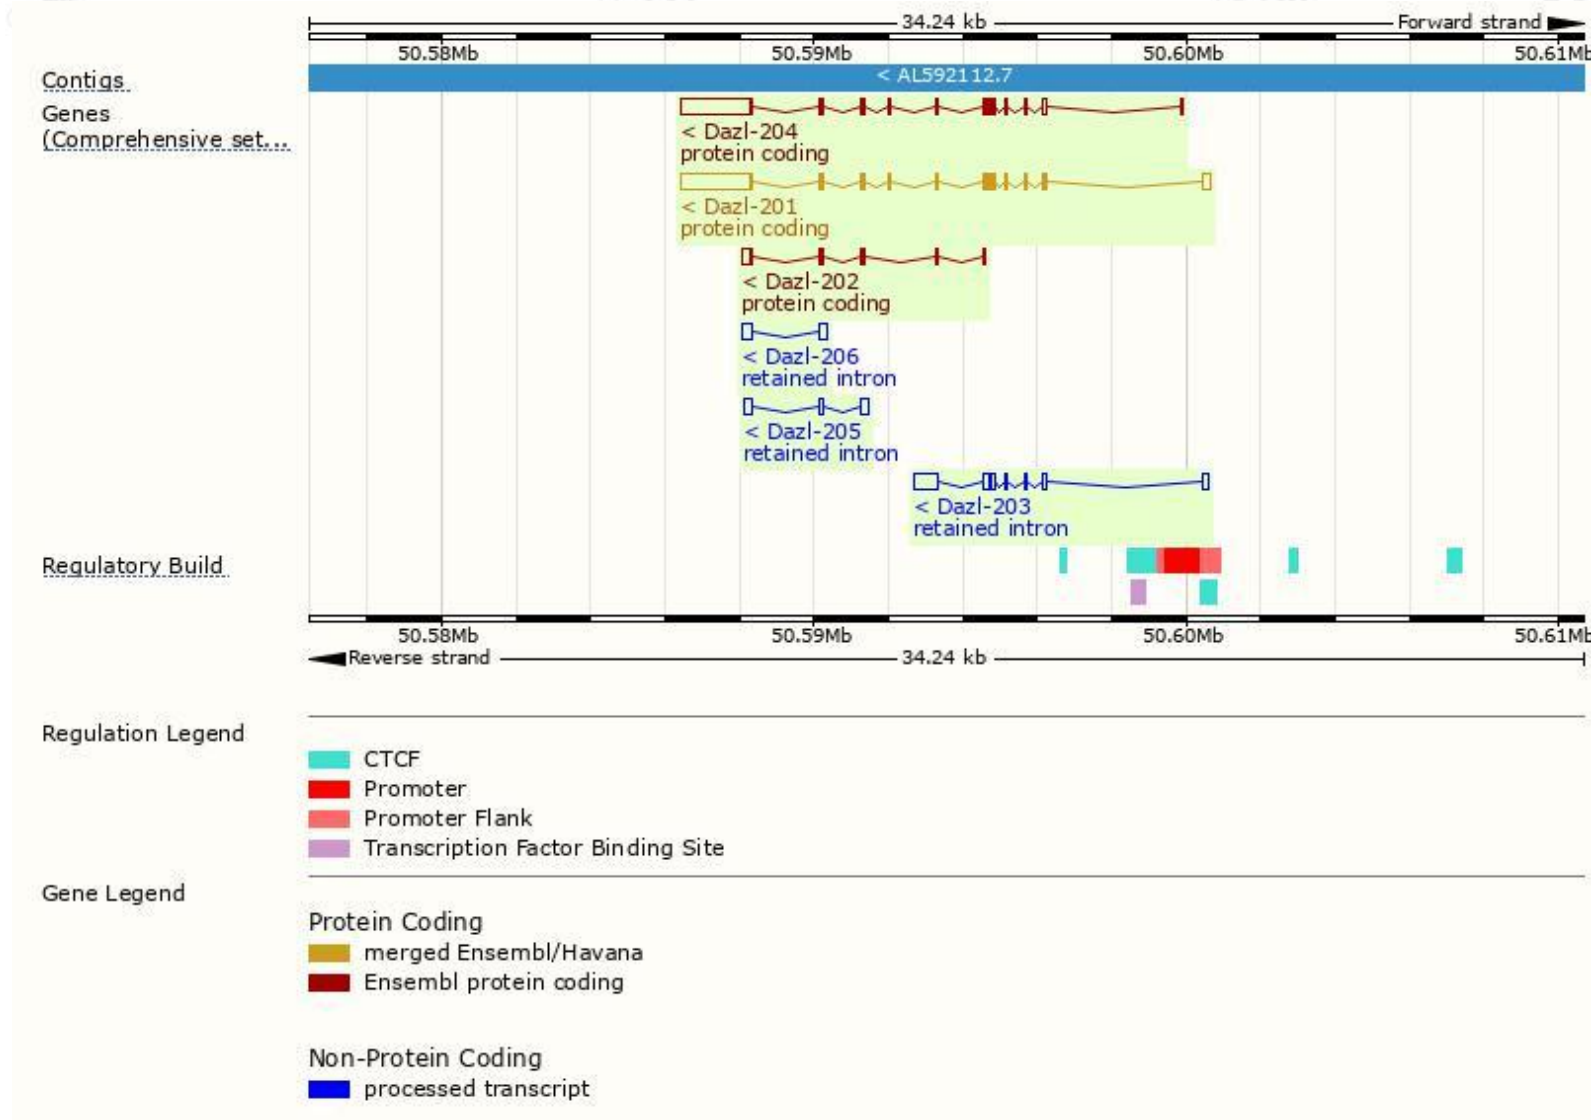 34.24 kb Forward strand
50.58Mb 50.59Mb 50.60Mb 50.61Mb
Contigs < AL592112.7
Genes
(Comprehensive set...
< Dazl-204
protein coding
< Dazl-201
protein coding
< Dazl-202
protein coding
< Dazl-206
retained intron
< Dazl-205
retained intron
< Dazl-203
retained intron
Regulatory Build
50.58Mb 50.59Mb 50.60Mb 50.61Mb
Reverse strand 34.24 kb
Regulation Legend
CTCF
Promoter
Promoter Flank
Transcription Factor Binding Site
Gene Legend
Protein Coding
merged Ensembl/Havana
Ensembl protein coding
Non-Protein Coding
processed transcript